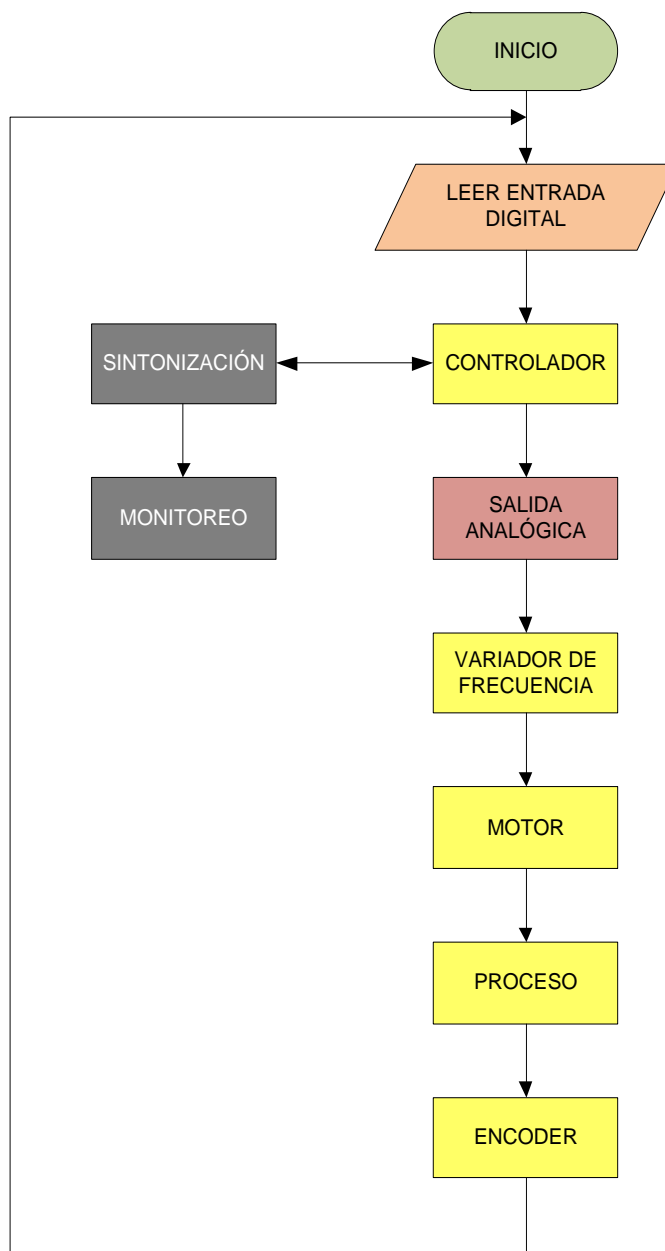 INICIO
LEER ENTRADA
DIGITAL
SINTONIZACIÓN
CONTROLADOR
MONITOREO
SALIDA
ANALÓGICA
VARIADOR DE
FRECUENCIA
MOTOR
PROCESO
ENCODER